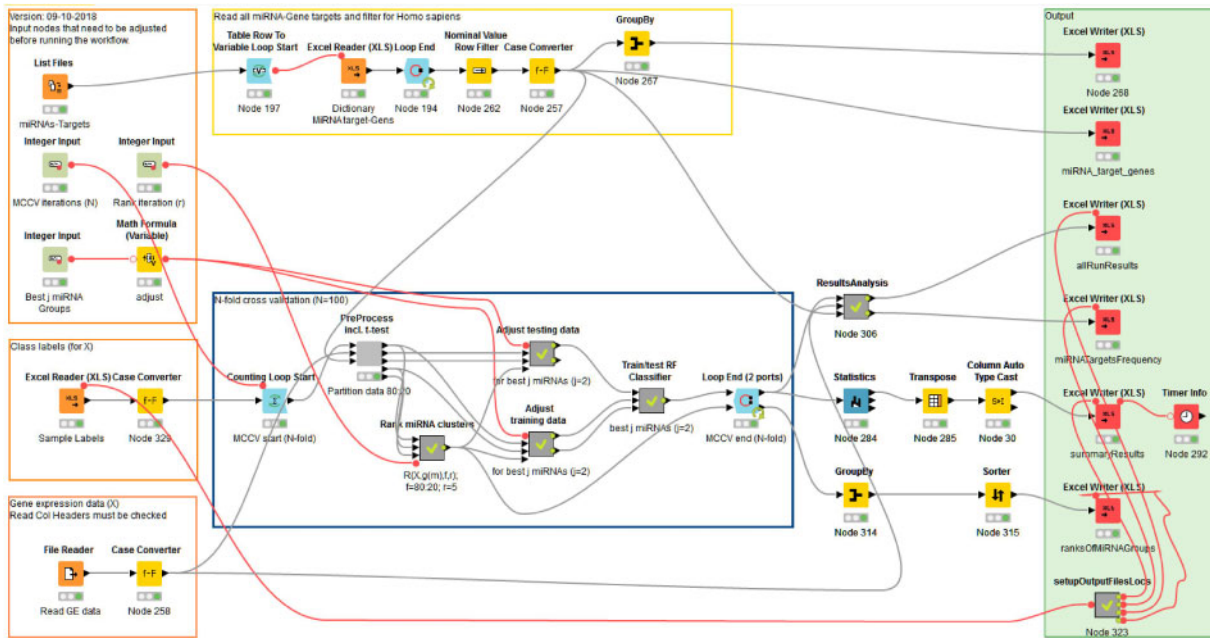 Version: 09-10-2018
Input nodes that need to be adjusted
before running the workflow.
List Files
miRNAs-Targets
Integer Input
MCCV iterations (N)
Integer Input
Rank iteration (r)
Integer Input
Best j miRNA
Groups
Math Formula
(Variable)
adjust
Class labels (for X)
Excel Reader (XLS)
Sample Labels
Case Converter
Node 329
Gene expression data (X)
Read Col Headers must be checked
File Reader
Read GE data
Case Converter
Node 258
Read all miRNA-Gene targets and filter for Homo sapiens
Table Row To
Variable Loop Start
Node 197
Excel Reader (XLS)
XLS
Dictionary
MiRNAtarget-Gens
Loop End
Node 194
Nominal Value
Row Filter
Node 262
Case Converter
Node 257
GroupBy
Node 267
N-fold cross validation (N=100)
Counting Loop Start
MCCV start (N-fold)
PreProcess
incl. t-test
Partition data 80:20
Rank miRNA clusters
R(X,g(m),f,r);
f=80:20; r=5
Adjust testing data
for best j miRNAs (j=2)
Adjust
training data
for best j miRNAs (j=2)
Train/test RF
Classifier
best j miRNAs (j=2)
Loop End (2 ports)
MCCV end (N-fold)
ResultsAnalysis
Node 306
Statistics
Node 284
Transpose
Node 285
Column Auto
Type Cast
Node 30
GroupBy
Node 314
Sorter
Node 315
Output
Excel Writer (XLS)
XLS
Node 268
Excel Writer (XLS)
XLS
miRNA_target_genes
Excel Writer (XLS)
XLS
allRunResults
Excel Writer (XLS)
XLS
miRNATargetsFrequency
Excel Writer (XLS)
XLS
summaryResults
Timer Info
Node 292
Excel Writer (XLS)
XLS
ranksOfMiRNAGroups
setupOutputFilesLocs
Node 323